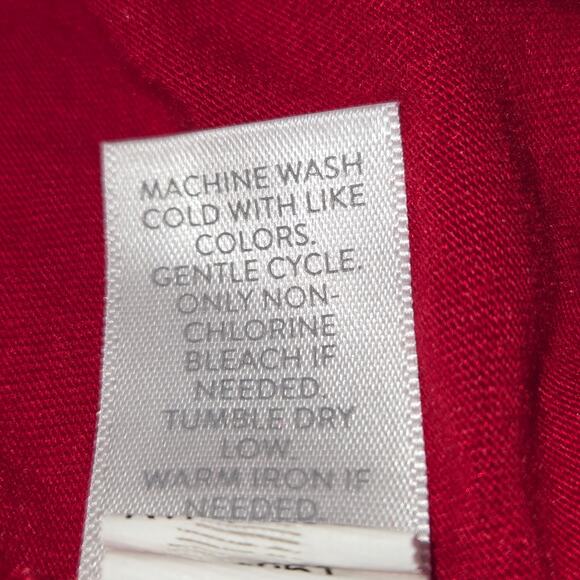 MACHINE WASH
COLD WITH LIKE
COLORS.
GENTLE CYCLE.
ONLY NON-
CHLORINE
BLEACH IF
NEEDED.
TUMBLE DRY
LOW.
WARM IRON IF
NEEDED